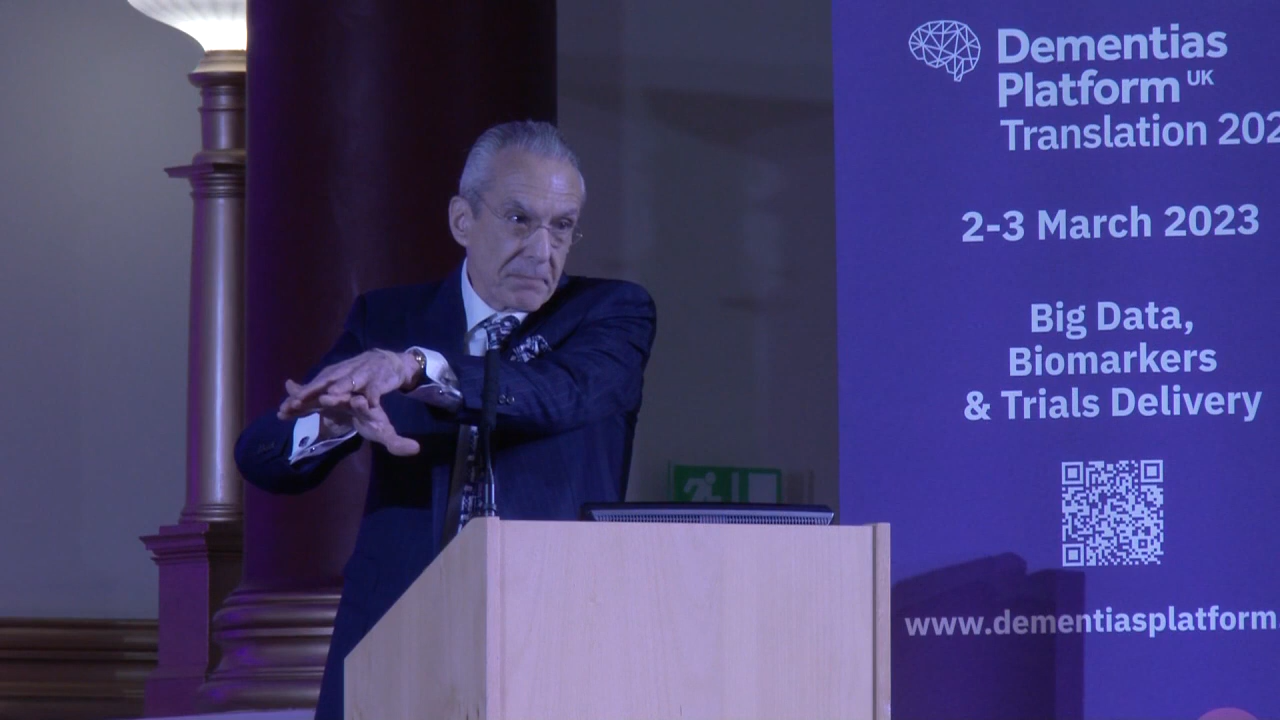 Dementias
Platform UK
Translation 202
2-3 March 2023
Big Data,
Biomarkers
& Trials Delivery
www.dementiasplatform.